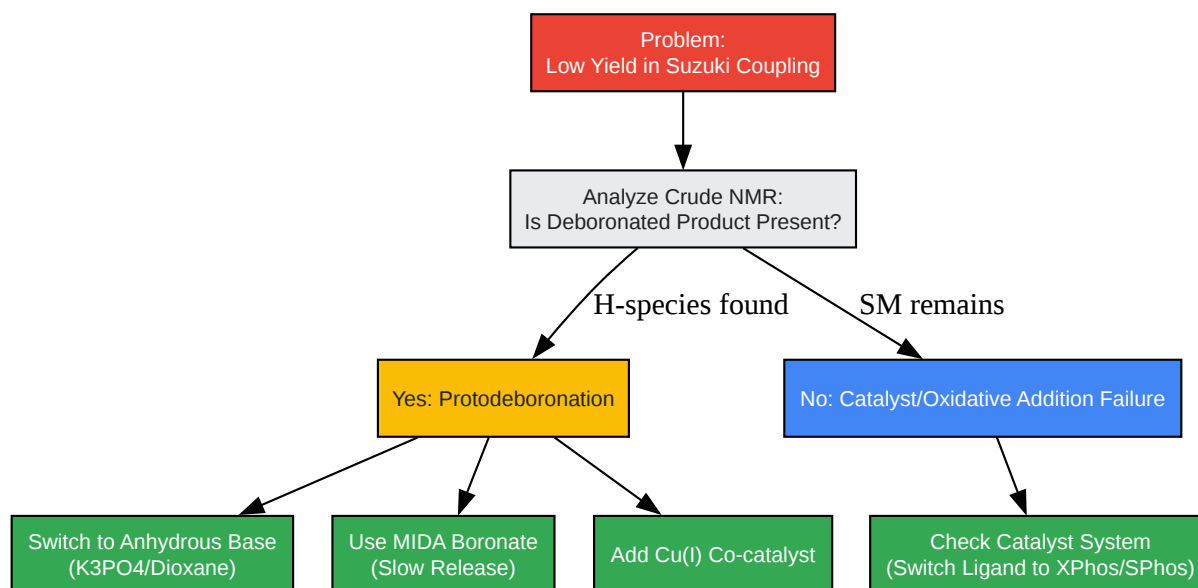 Problem:
Low Yield in Suzuki Coupling
Analyze Crude NMR:
Is Deboronated Product Present?
H-species found
SM remains
Yes: Protodeboronation
No: Catalyst/Oxidative Addition Failure
Switch to Anhydrous Base
(K3PO4/Dioxane)
Use MIDA Boronate
(Slow Release)
Add Cu(I) Co-catalyst
Check Catalyst System
(Switch Ligand to XPhos/SPhos)